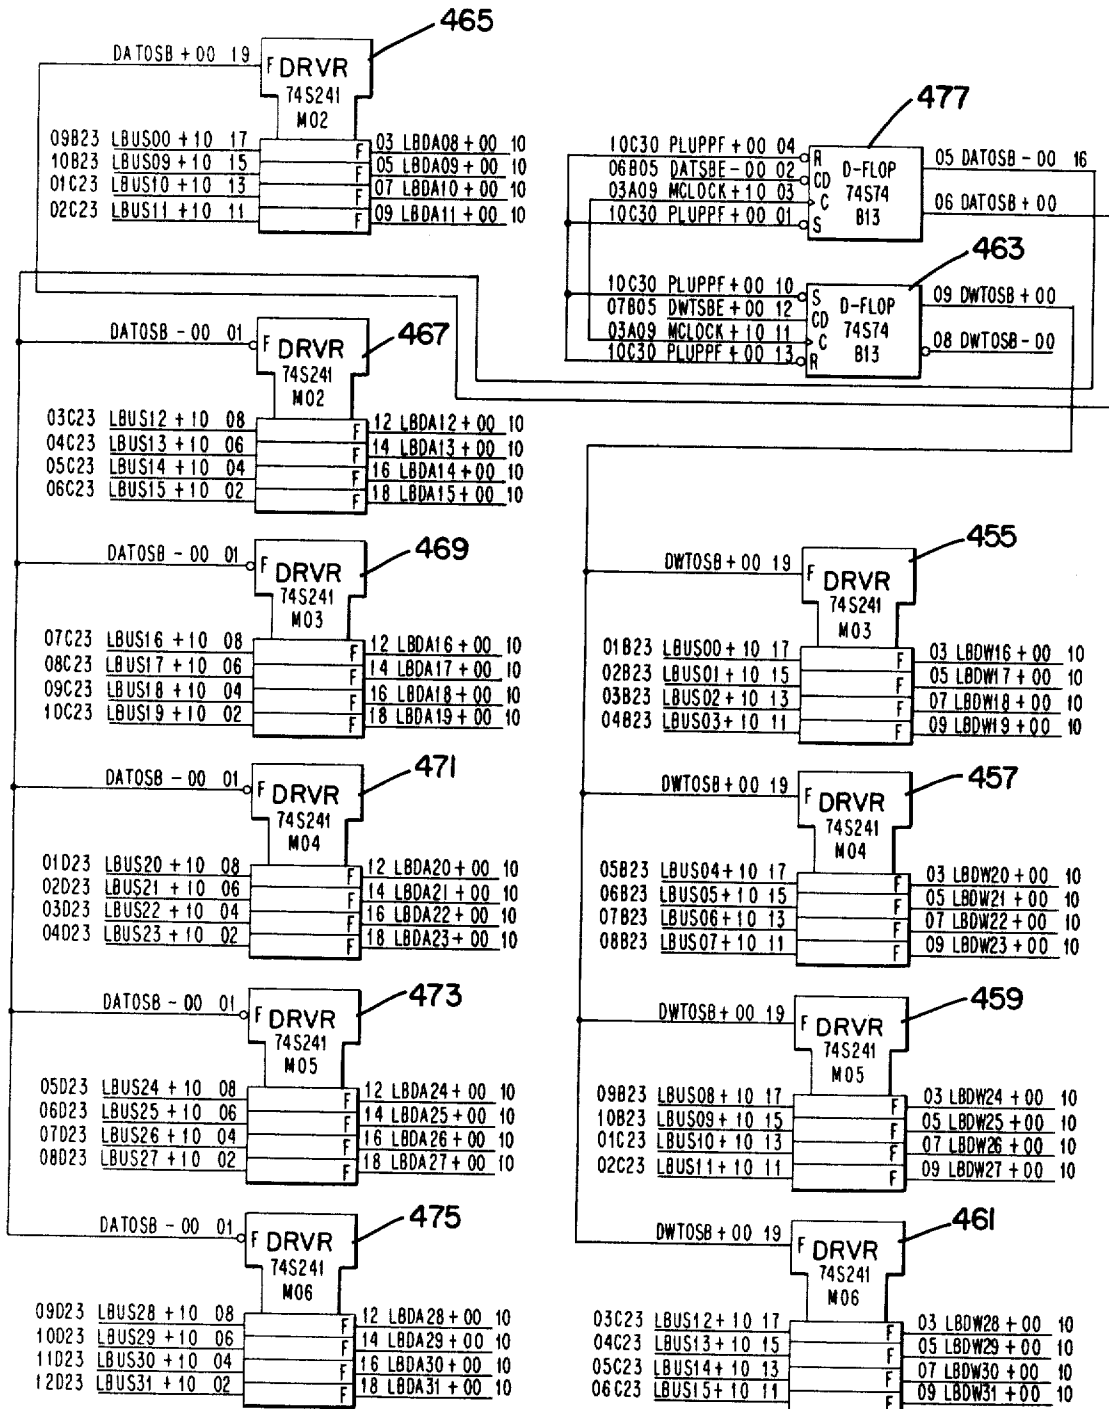 465
DATOSB +00 19
F DRVR
74S241
M02
09B23 LBUS00 +10 17 F 03 LBDA08 +00 10
10B23 LBUS09 +10 15 05 LBDA09 +00 10
01C23 LBUS10 +10 13 07 LBDA10 +00 10
02C23 LBUS11 +10 11 F 09 LBDA11 +00 10
477
10C30 PLUPPF +00 04 R
06B05 DATSBE -00 02 CD
03A09 MCLOCK +10 03 C
10C30 PLUPPF +00 01 S
D-FLOP
74S74
B13
05 DATOSB -00 16
06 DATOSB +00
463
10C30 PLUPPF +00 10 S
07B05 DWTSBE +00 12 CD
03A09 MCLOCK +10 11 C
10C30 PLUPPF +00 13 R
D-FLOP
74S74
B13
09 DWTOSB +00
08 DWTOSB -00
467
DATOSB -00 01
F DRVR
74S241
M02
03C23 LBUS12 +10 08 F 12 LBDA12 +00 10
04C23 LBUS13 +10 06 F 14 LBDA13 +00 10
05C23 LBUS14 +10 04 F 16 LBDA14 +00 10
06C23 LBUS15 +10 02 F 18 LBDA15 +00 10
469
DATOSB -00 01
F DRVR
74S241
M03
07C23 LBUS16 +10 08 F 12 LBDA16 +00 10
08C23 LBUS17 +10 06 F 14 LBDA17 +00 10
09C23 LBUS18 +10 04 F 16 LBDA18 +00 10
10C23 LBUS19 +10 02 F 18 LBDA19 +00 10
471
DATOSB -00 01
F DRVR
74S241
M04
01D23 LBUS20 +10 08 F 12 LBDA20 +00 10
02D23 LBUS21 +10 06 F 14 LBDA21 +00 10
03D23 LBUS22 +10 04 F 16 LBDA22 +00 10
04D23 LBUS23 +10 02 F 18 LBDA23 +00 10
473
DATOSB -00 01
F DRVR
74S241
M05
05D23 LBUS24 +10 08 F 12 LBDA24 +00 10
06D23 LBUS25 +10 06 F 14 LBDA25 +00 10
07D23 LBUS26 +10 04 F 16 LBDA26 +00 10
08D23 LBUS27 +10 02 F 18 LBDA27 +00 10
475
DATOSB -00 01
F DRVR
74S241
M06
09D23 LBUS28 +10 08 F 12 LBDA28 +00 10
10D23 LBUS29 +10 06 F 14 LBDA29 +00 10
11D23 LBUS30 +10 04 F 16 LBDA30 +00 10
12D23 LBUS31 +10 02 F 18 LBDA31 +00 10
455
DWTOSB +00 19
F DRVR
74S241
M03
01B23 LBUS00 +10 17 F 03 LBDW16 +00 10
02B23 LBUS01 +10 15 F 05 LBDW17 +00 10
03B23 LBUS02 +10 13 F 07 LBDW18 +00 10
04B23 LBUS03 +10 11 F 09 LBDW19 +00 10
457
DWTOSB +00 19
F DRVR
74S241
M04
05B23 LBUS04 +10 17 F 03 LBDW20 +00 10
06B23 LBUS05 +10 15 F 05 LBDW21 +00 10
07B23 LBUS06 +10 13 F 07 LBDW22 +00 10
08B23 LBUS07 +10 11 F 09 LBDW23 +00 10
459
DWTOSB +00 19
F DRVR
74S241
M05
09B23 LBUS08 +10 17 F 03 LBDW24 +00 10
10B23 LBUS09 +10 15 F 05 LBDW25 +00 10
01C23 LBUS10 +10 13 F 07 LBDW26 +00 10
02C23 LBUS11 +10 11 F 09 LBDW27 +00 10
461
DWTOSB +00 19
F DRVR
74S241
M06
03C23 LBUS12 +10 17 F 03 LBDW28 +00 10
04C23 LBUS13 +10 15 F 05 LBDW29 +00 10
05C23 LBUS14 +10 13 F 07 LBDW30 +00 10
06C23 LBUS15 +10 11 F 09 LBDW31 +00 10